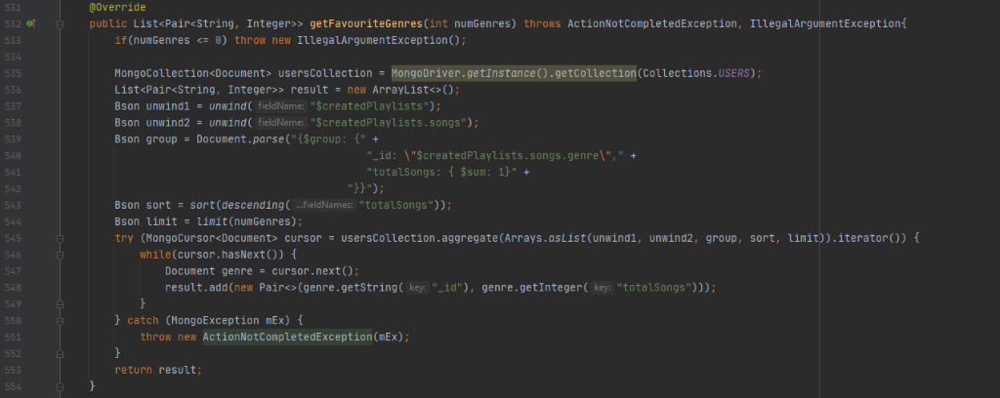 531 @Override
532 public List<Pair<String, Integer>> getFavouriteGenres(int numGenres) throws ActionNotCompletedException, IllegalArgumentException{
533 if(numGenres <= 0) throw new IllegalArgumentException();
534
535 MongoCollection<Document> usersCollection = MongoDriver.getInstance().getCollection(Collections.USERS);
536 List<Pair<String, Integer>> result = new ArrayList<>();
537 Bson unwind1 = unwind( fieldName: "$createdPlaylists");
538 Bson unwind2 = unwind( fieldName: "$createdPlaylists.songs");
539 Bson group = Document.parse("{$group: {" +
540 "_id: \"$createdPlaylists.songs.genre\"," +
541 "totalSongs: { $sum: 1}" +
542 "}}");
543 Bson sort = sort(descending( ...fieldNames: "totalSongs"));
544 Bson limit = limit(numGenres);
545 try (MongoCursor<Document> cursor = usersCollection.aggregate(Arrays.asList(unwind1, unwind2, group, sort, limit)).iterator()) {
546 while(cursor.hasNext()) {
547 Document genre = cursor.next();
548 result.add(new Pair<>(genre.getString( key: "_id"), genre.getInteger( key: "totalSongs")));
549 }
550 } catch (MongoException mEx) {
551 throw new ActionNotCompletedException(mEx);
552 }
553 return result;
554 }